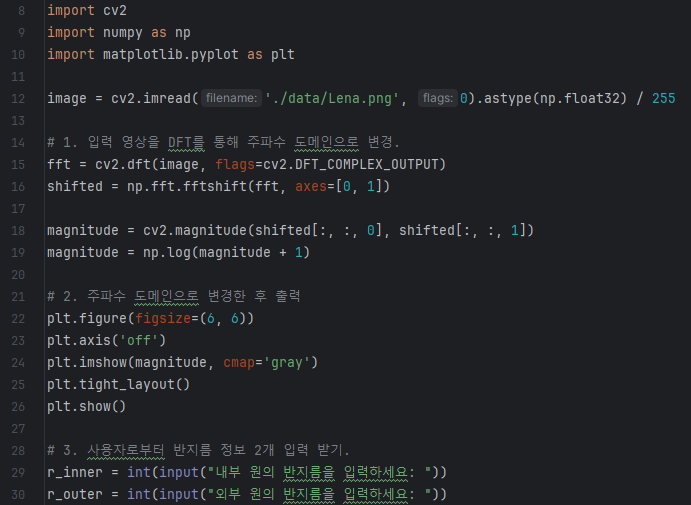 8 import cv2
9 import numpy as np
10 import matplotlib.pyplot as plt
11
12 image = cv2.imread( filename: './data/Lena.png', flags: 0).astype(np.float32) / 255
13
14 # 1. 입력 영상을 DFT를 통해 주파수 도메인으로 변경.
15 fft = cv2.dft(image, flags=cv2.DFT_COMPLEX_OUTPUT)
16 shifted = np.fft.fftshift(fft, axes=[0, 1])
17
18 magnitude = cv2.magnitude(shifted[:, :, 0], shifted[:, :, 1])
19 magnitude = np.log(magnitude + 1)
20
21 # 2. 주파수 도메인으로 변경한 후 출력
22 plt.figure(figsize=(6, 6))
23 plt.axis('off')
24 plt.imshow(magnitude, cmap='gray')
25 plt.tight_layout()
26 plt.show()
27
28 # 3. 사용자로부터 반지름 정보 2개 입력 받기.
29 r_inner = int(input("내부 원의 반지름을 입력하세요: "))
30 r_outer = int(input("외부 원의 반지름을 입력하세요: "))